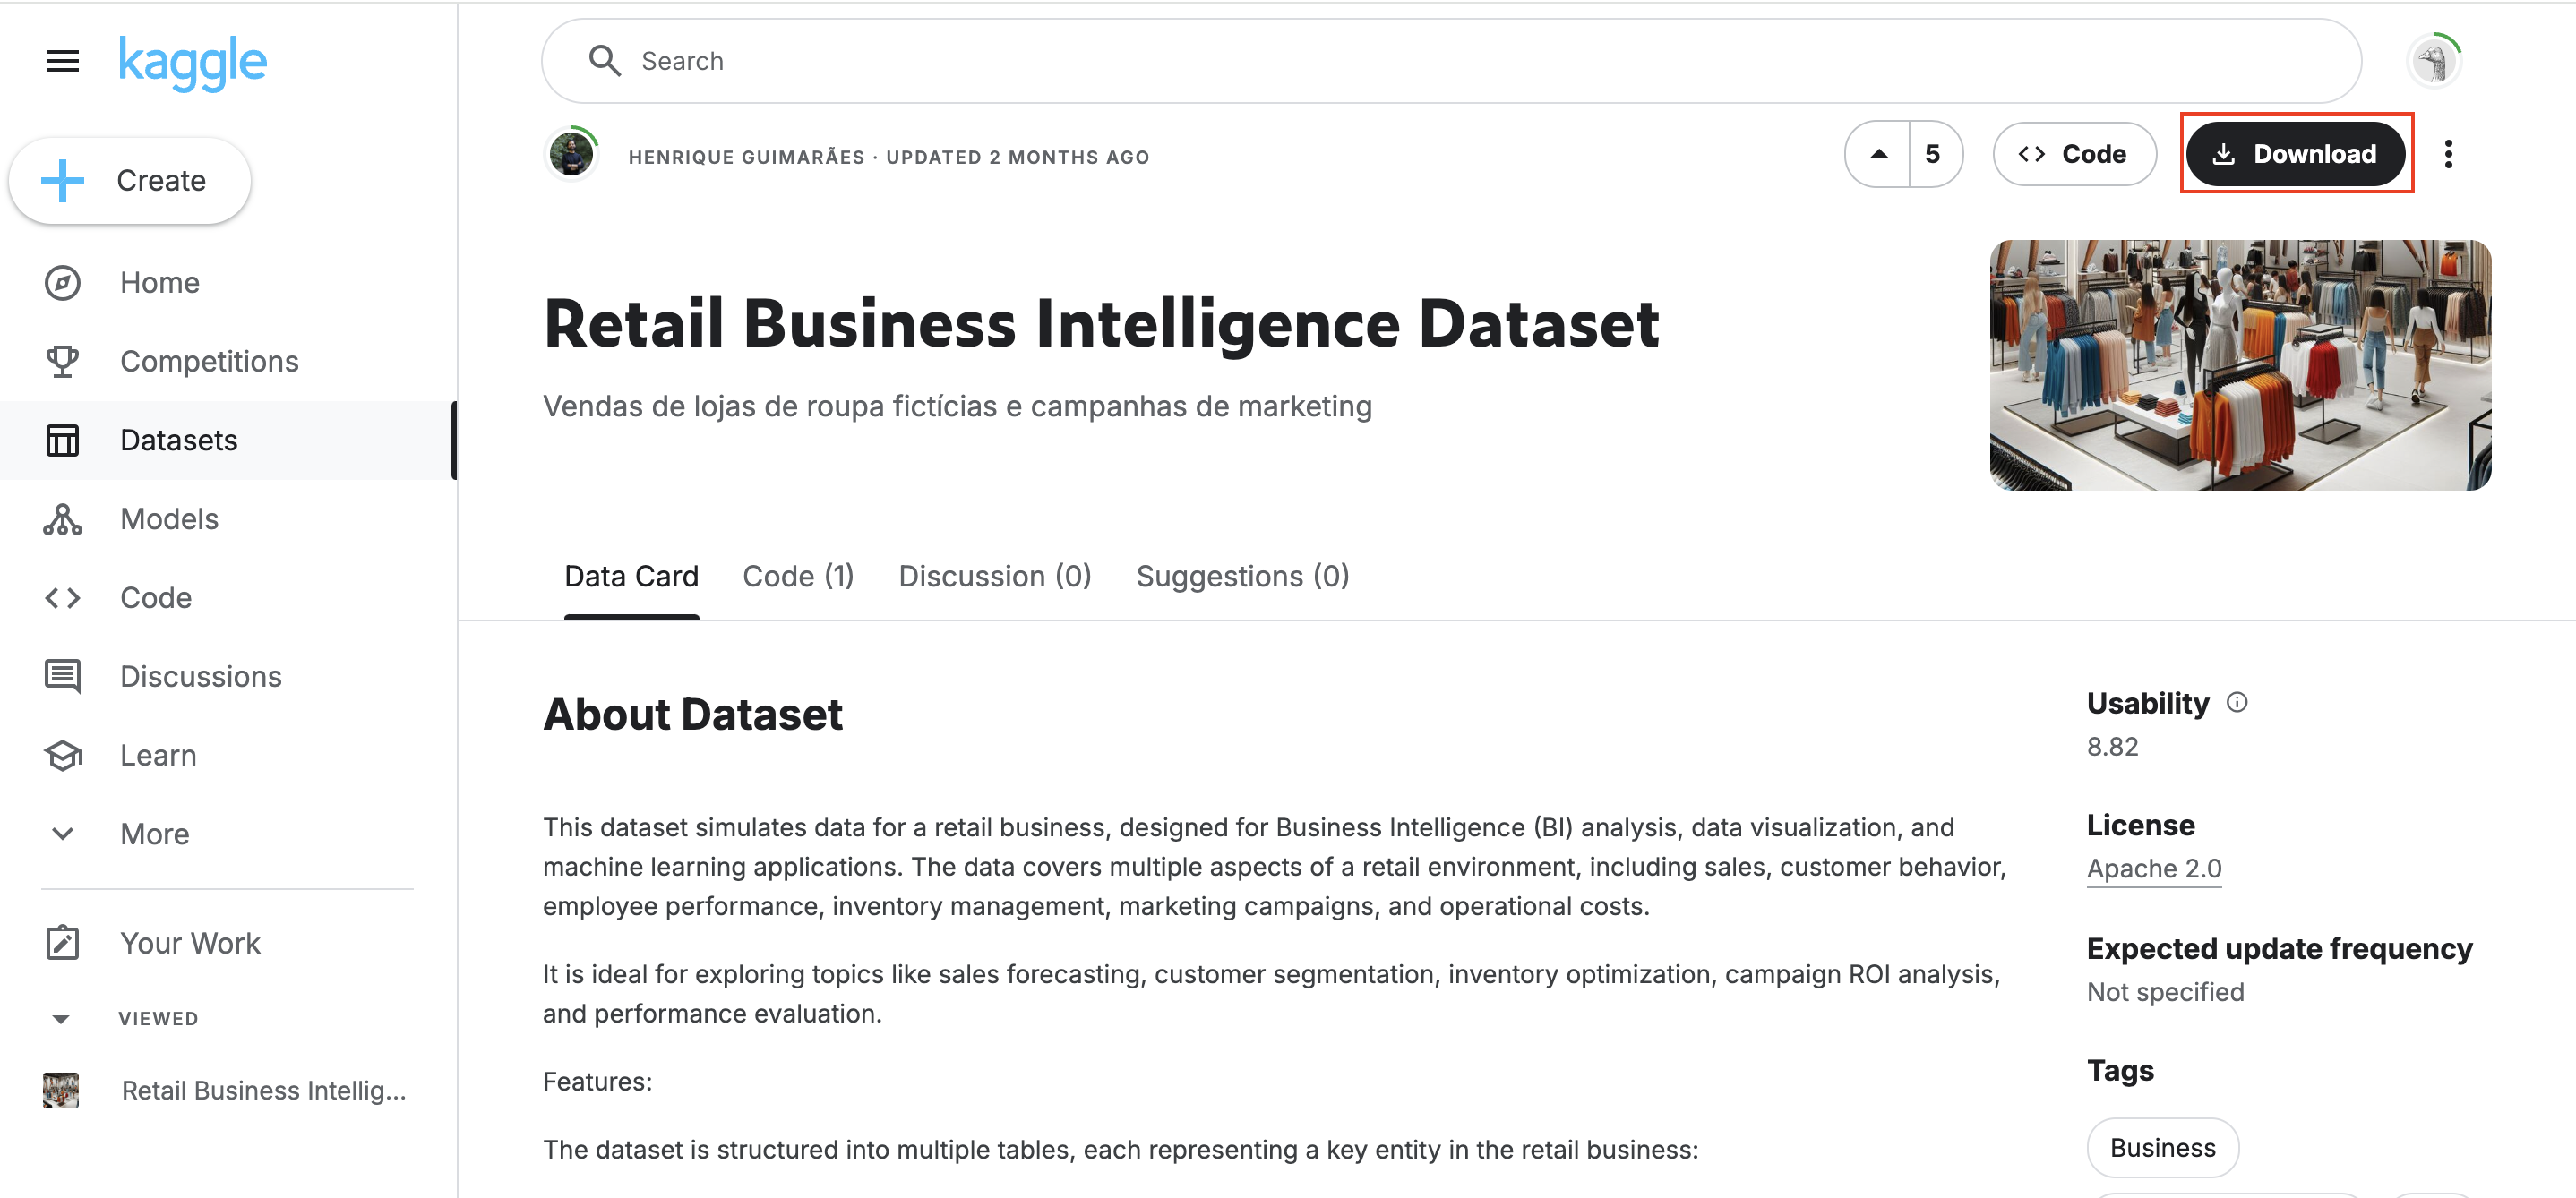 kaggle
Search
Create
Home
Competitions
Datasets
Models
Code
Discussions
Learn
More
Your Work
VIEWED
Retail Business Intellig...
HENRIQUE GUIMARÃES · UPDATED 2 MONTHS AGO
5
Code
Download
Retail Business Intelligence Dataset
Vendas de lojas de roupa fictícias e campanhas de marketing
Data Card
Code (1)
Discussion (0)
Suggestions (0)
About Dataset
This dataset simulates data for a retail business, designed for Business Intelligence (BI) analysis, data visualization, and
machine learning applications. The data covers multiple aspects of a retail environment, including sales, customer behavior,
employee performance, inventory management, marketing campaigns, and operational costs.
It is ideal for exploring topics like sales forecasting, customer segmentation, inventory optimization, campaign ROI analysis,
and performance evaluation.
Features:
The dataset is structured into multiple tables, each representing a key entity in the retail business:
Usability
8.82
License
Apache 2.0
Expected update frequency
Not specified
Tags
Business